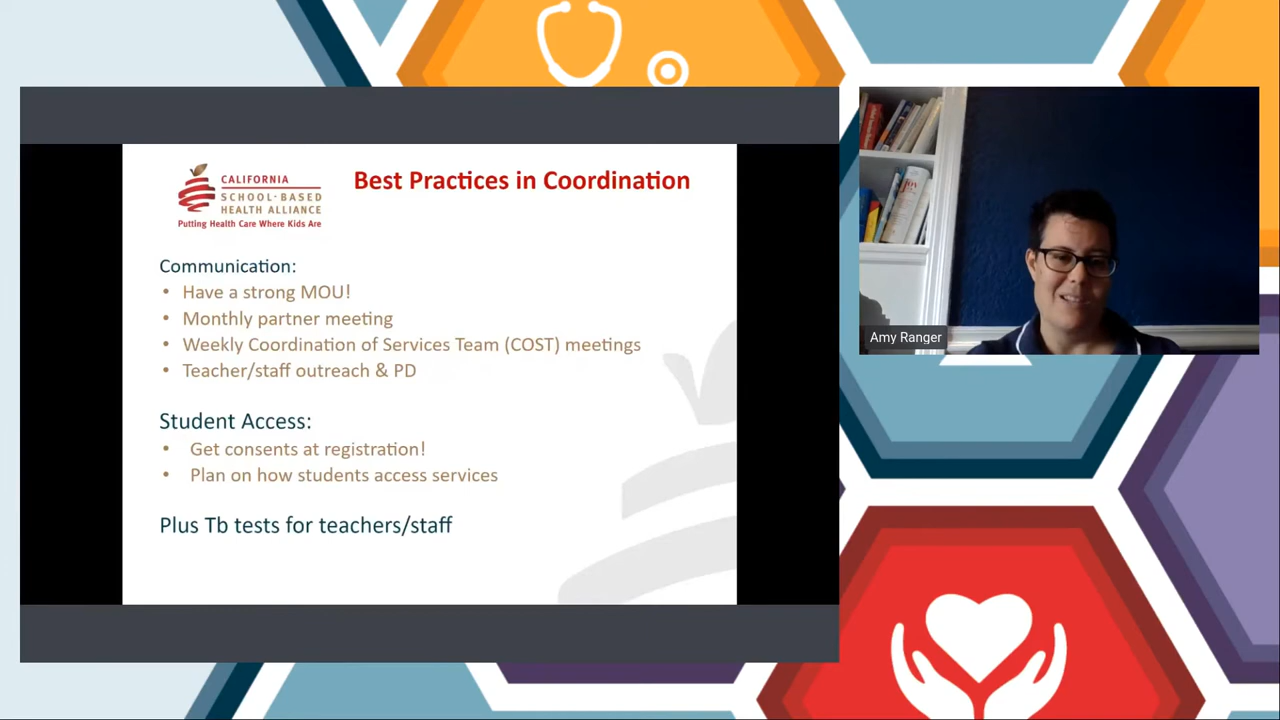 CALIFORNIA
SCHOOL-BASED
HEALTH ALLIANCE
Putting Health Care Where Kids Are
Best Practices in Coordination
Communication:
• Have a strong MOU!
• Monthly partner meeting
• Weekly Coordination of Services Team (COST) meetings
• Teacher/staff outreach & PD
Student Access:
• Get consents at registration!
• Plan on how students access services
Plus Tb tests for teachers/staff
Amy Ranger